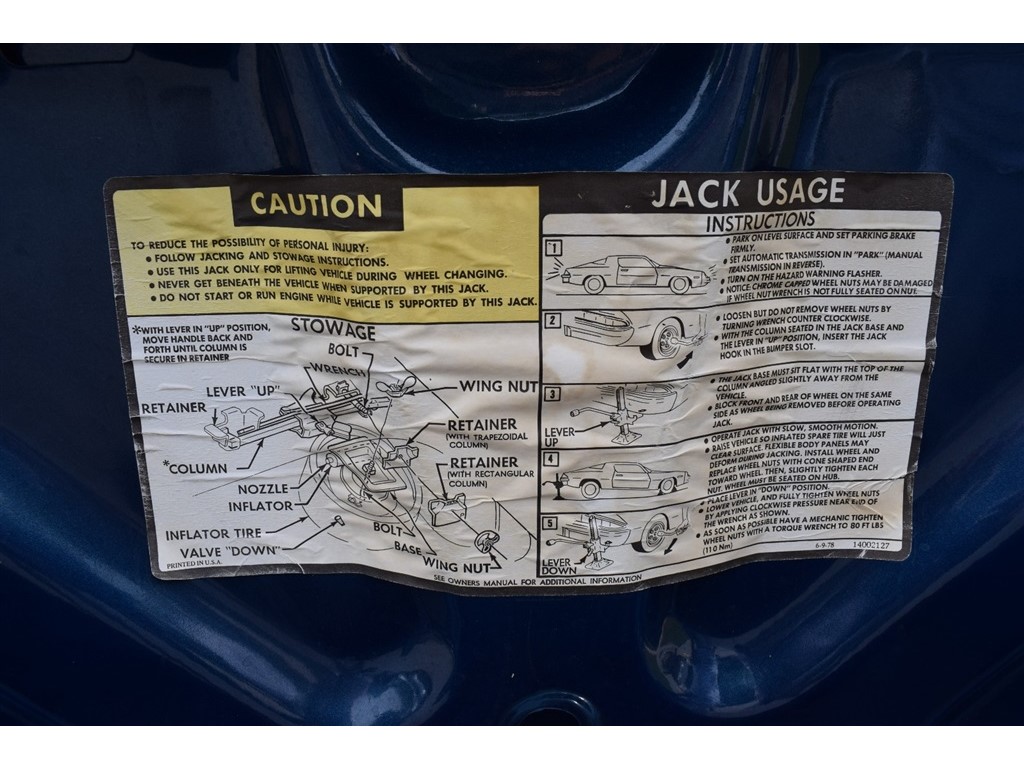 CAUTION
TO REDUCE THE POSSIBILITY OF PERSONAL INJURY:
• FOLLOW JACKING AND STOWAGE INSTRUCTIONS.
• USE THIS JACK ONLY FOR LIFTING VEHICLE DURING WHEEL CHANGING.
• NEVER GET BENEATH THE VEHICLE WHEN SUPPORTED BY THIS JACK.
• DO NOT START OR RUN ENGINE WHILE VEHICLE IS SUPPORTED BY THIS JACK.
STOWAGE
*WITH LEVER IN "UP" POSITION,
MOVE HANDLE BACK AND
FORTH UNTIL COLUMN IS
SECURE IN RETAINER
BOLT
WRENCH
LEVER "UP"
WING NUT
RETAINER
RETAINER
(WITH TRAPEZOIDAL
COLUMN)
*COLUMN
RETAINER
(WITH RECTANGULAR
COLUMN)
NOZZLE
INFLATOR
INFLATOR TIRE
BOLT
VALVE "DOWN"
BASE
WING NUT
PRINTED IN U.S.A.
SEE OWNERS MANUAL FOR ADDITIONAL INFORMATION
JACK USAGE
INSTRUCTIONS
1
• PARK ON LEVEL SURFACE AND SET PARKING BRAKE
FIRMLY.
• SET AUTOMATIC TRANSMISSION IN "PARK" (MANUAL
TRANSMISSION IN REVERSE).
• TURN ON THE HAZARD WARNING FLASHER.
• NOTICE: CHROME CAPPED WHEEL NUTS MAY BE DAMAGED
IF WHEEL NUT WRENCH IS NOT FULLY SEATED ON NUT.
2
• LOOSEN BUT DO NOT REMOVE WHEEL NUTS BY
TURNING WRENCH COUNTER CLOCKWISE.
• WITH THE COLUMN SEATED IN THE JACK BASE AND
THE LEVER IN "UP" POSITION, INSERT THE JACK
HOOK IN THE BUMPER SLOT.
3
LEVER
UP
• THE JACK BASE MUST SIT FLAT WITH THE TOP OF THE
COLUMN ANGLED SLIGHTLY AWAY FROM THE
VEHICLE.
• BLOCK FRONT AND REAR OF WHEEL ON THE SAME
SIDE AS WHEEL BEING REMOVED BEFORE OPERATING
JACK.
4
• OPERATE JACK WITH SLOW, SMOOTH MOTION.
• RAISE VEHICLE SO INFLATED SPARE TIRE WILL JUST
CLEAR SURFACE. FLEXIBLE BODY PANELS MAY
DEFORM DURING JACKING. INSTALL WHEEL AND
REPLACE WHEEL NUTS WITH CONE SHAPED END
TOWARD WHEEL. THEN, SLIGHTLY TIGHTEN EACH
NUT. WHEEL MUST BE SEATED ON HUB.
5
LEVER
DOWN
• PLACE LEVER IN "DOWN" POSITION.
• LOWER VEHICLE, AND FULLY TIGHTEN WHEEL NUTS
BY APPLYING CLOCKWISE PRESSURE NEAR END OF
THE WRENCH AS SHOWN.
• AS SOON AS POSSIBLE HAVE A MECHANIC TIGHTEN
WHEEL NUTS WITH A TORQUE WRENCH TO 80 FT LBS
(110 Nm)
6-9-78 14002127